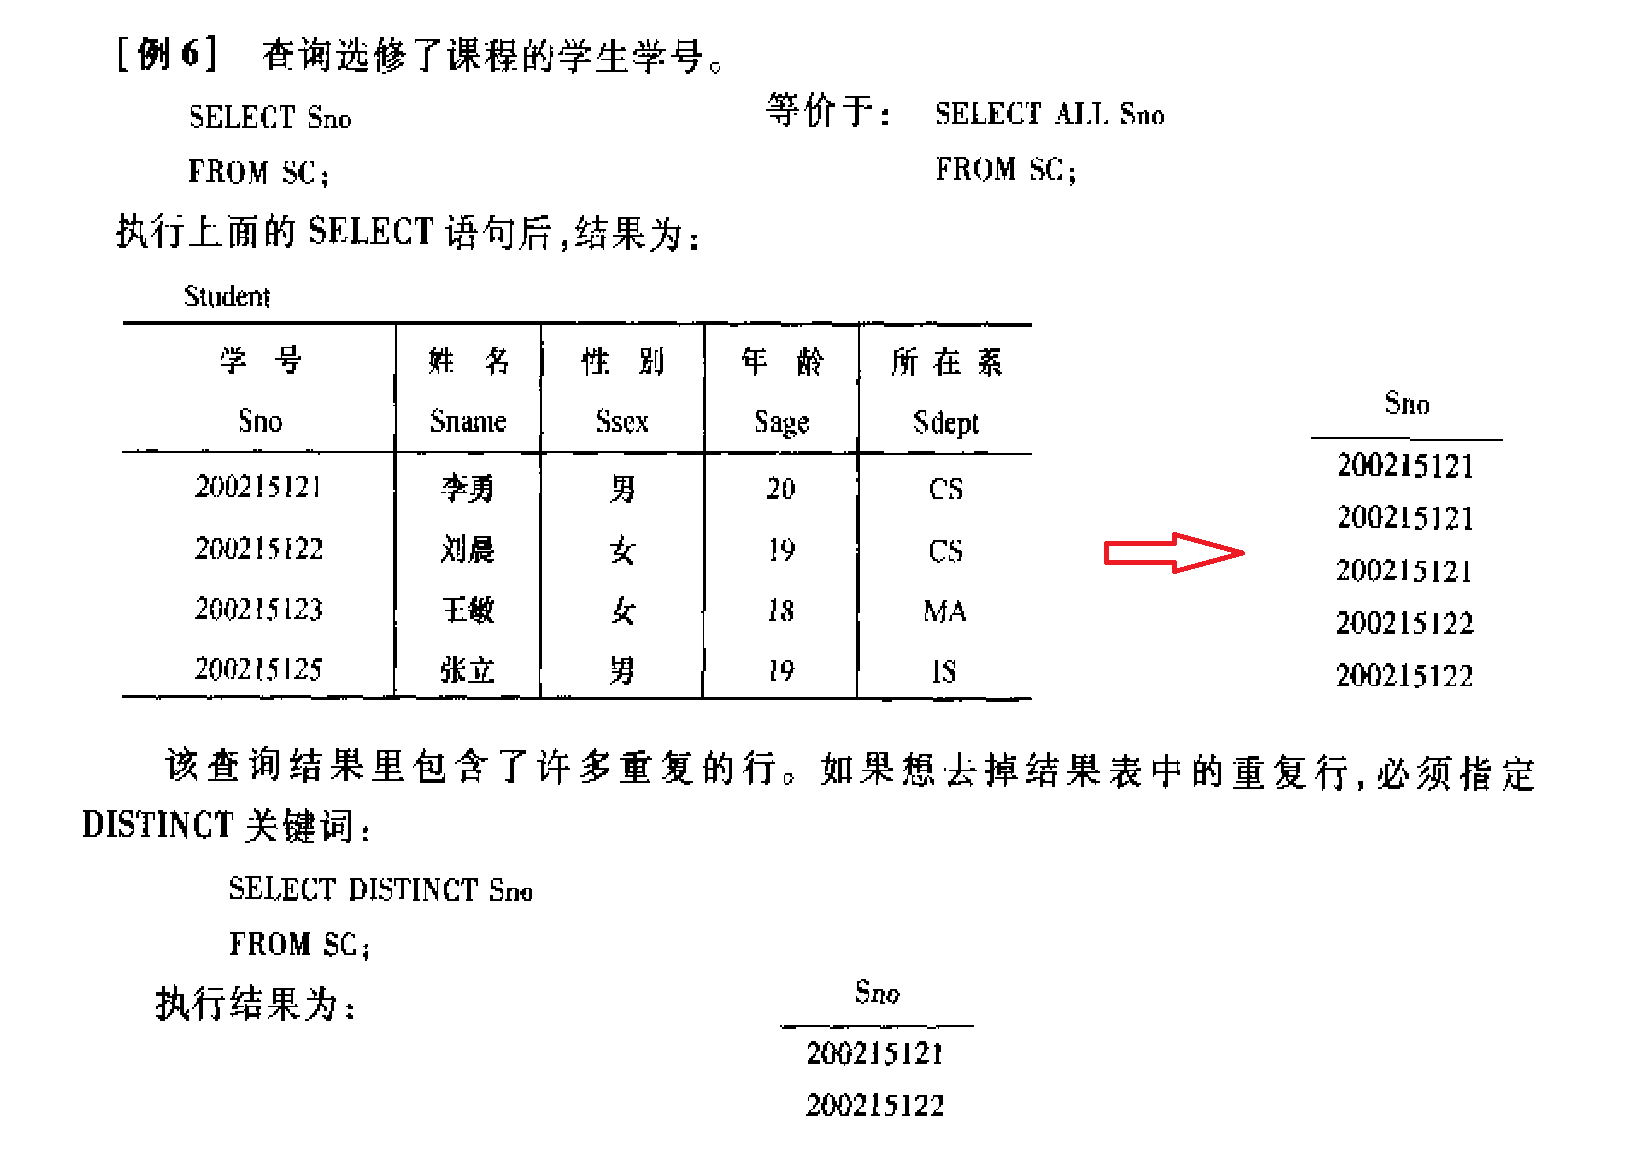 [例6] 查询选修了课程的学生学号。
SELECT Sno 等价于: SELECT ALL Sno
FROM SC; FROM SC;
执行上面的 SELECT 语句后,结果为:
Student
学 号 姓 名 性 别 年 龄 所 在 系
Sno Sname Ssex Sage Sdept
200215121 李勇 男 20 CS
200215122 刘晨 女 19 CS
200215123 王敏 女 18 MA
200215125 张立 男 19 IS
Sno
200215121
200215121
200215121
200215122
200215122
该查询结果里包含了许多重复的行。如果想去掉结果表中的重复行,必须指定
DISTINCT 关键词:
SELECT DISTINCT Sno
FROM SC;
执行结果为:
Sno
200215121
200215122